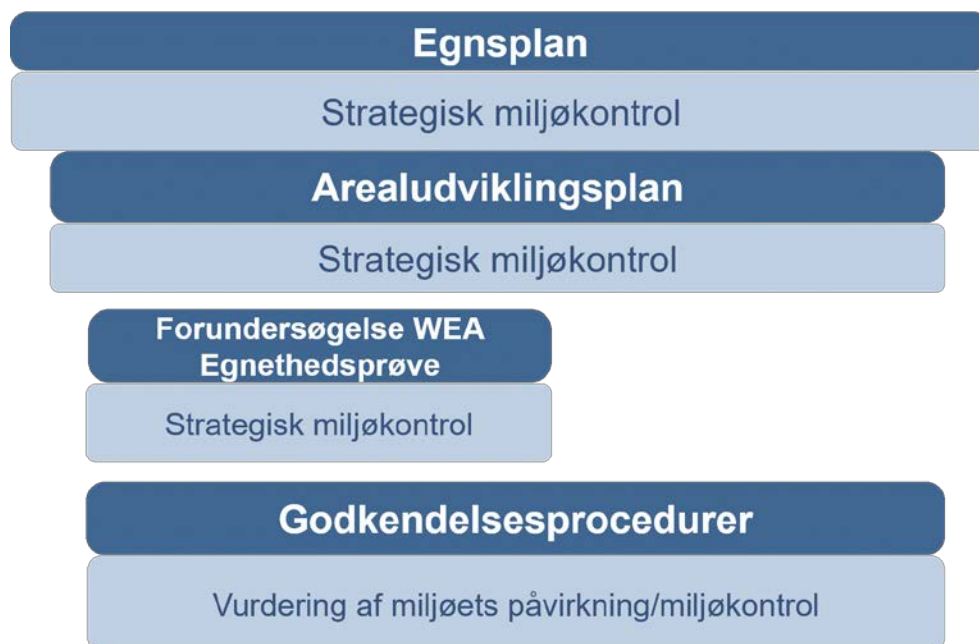 Egnsplan
Strategisk miljøkontrol
Arealudviklingsplan
Strategisk miljøkontrol
Forundersøgelse WEA
Egnethedsprøve
Strategisk miljøkontrol
Godkendelsesprocedurer
Vurdering af miljøets påvirkning/miljøkontrol